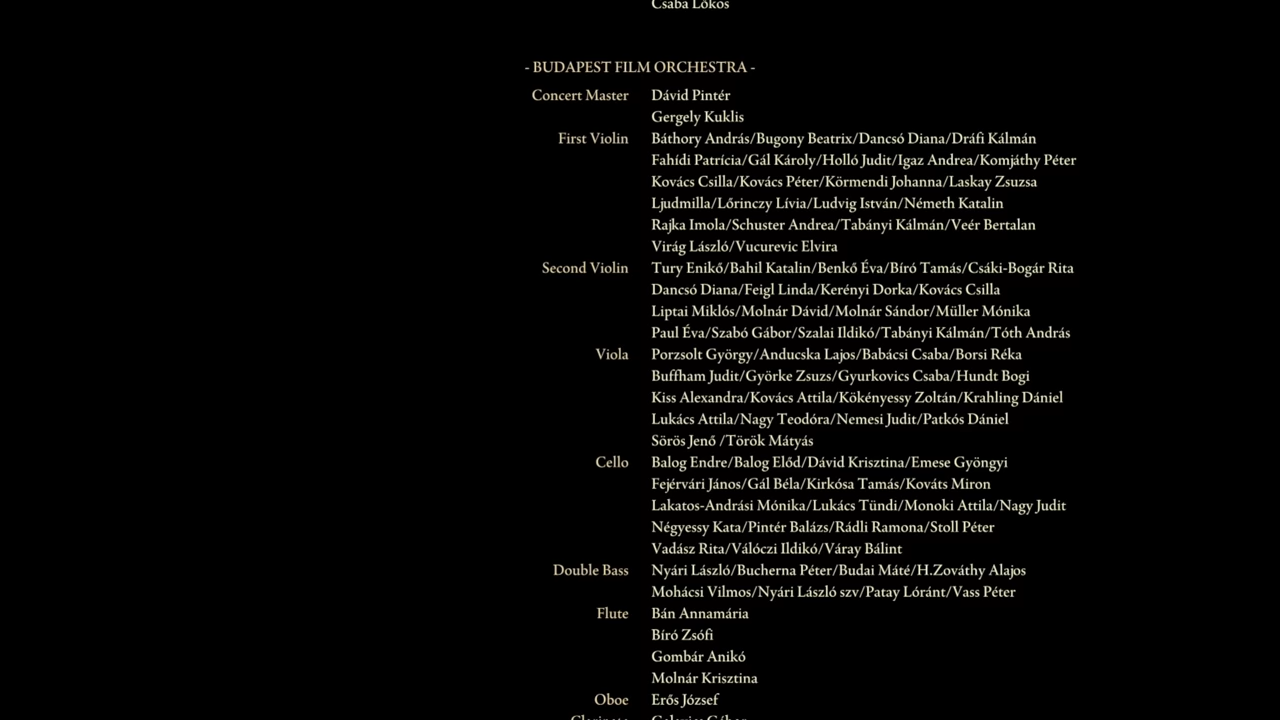 Csaba Lőkös
- BUDAPEST FILM ORCHESTRA -
Concert Master Dávid Pintér
Gergely Kuklis
First Violin Báthory András/Bugony Beatrix/Dancsó Diana/Dráfi Kálmán
Fahídi Patrícia/Gál Károly/Holló Judit/Igaz Andrea/Komjáthy Péter
Kovács Csilla/Kovács Péter/Körmendi Johanna/Laskay Zsuzsa
Ljudmilla/Lőrinczy Lívia/Ludvig István/Németh Katalin
Rajka Imola/Schuster Andrea/Tabányi Kálmán/Veér Bertalan
Virág László/Vucurevic Elvira
Second Violin Tury Enikő/Bahil Katalin/Benkő Éva/Bíró Tamás/Csáki-Bogár Rita
Dancsó Diana/Feigl Linda/Kerényi Dorka/Kovács Csilla
Liptai Miklós/Molnár Dávid/Molnár Sándor/Müller Mónika
Paul Éva/Szabó Gábor/Szalai Ildikó/Tabányi Kálmán/Tóth András
Viola Porzsolt György/Anducska Lajos/Babácsi Csaba/Borsi Réka
Buffham Judit/Györke Zsuzs/Gyurkovics Csaba/Hundt Bogi
Kiss Alexandra/Kovács Attila/Kökényessy Zoltán/Krahling Dániel
Lukács Attila/Nagy Teodóra/Nemesi Judit/Patkós Dániel
Sörös Jenő /Török Mátyás
Cello Balog Endre/Balog Előd/Dávid Krisztina/Emese Gyöngyi
Fejérvári János/Gál Béla/Kirkósa Tamás/Kováts Miron
Lakatos-Andrási Mónika/Lukács Tündi/Monoki Attila/Nagy Judit
Négyessy Kata/Pintér Balázs/Rádli Ramona/Stoll Péter
Vadász Rita/Válóczi Ildikó/Váray Bálint
Double Bass Nyári László/Bucherna Péter/Budai Máté/H.Zováthy Alajos
Mohácsi Vilmos/Nyári László szv/Patay Lóránt/Vass Péter
Flute Bán Annamária
Bíró Zsófi
Gombár Anikó
Molnár Krisztina
Oboe Erős József